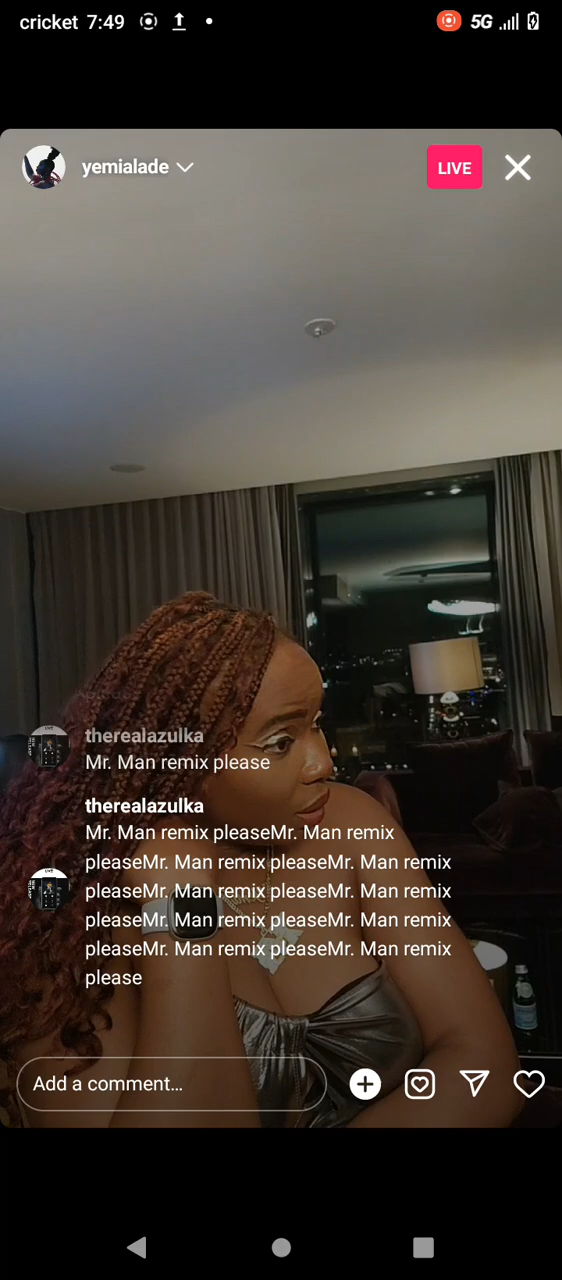 cricket 7:49
5G
yemialade
LIVE
therealazulka
Mr. Man remix please
therealazulka
Mr. Man remix pleaseMr. Man remix
pleaseMr. Man remix pleaseMr. Man remix
pleaseMr. Man remix pleaseMr. Man remix
pleaseMr. Man remix pleaseMr. Man remix
pleaseMr. Man remix pleaseMr. Man remix
please
Add a comment…